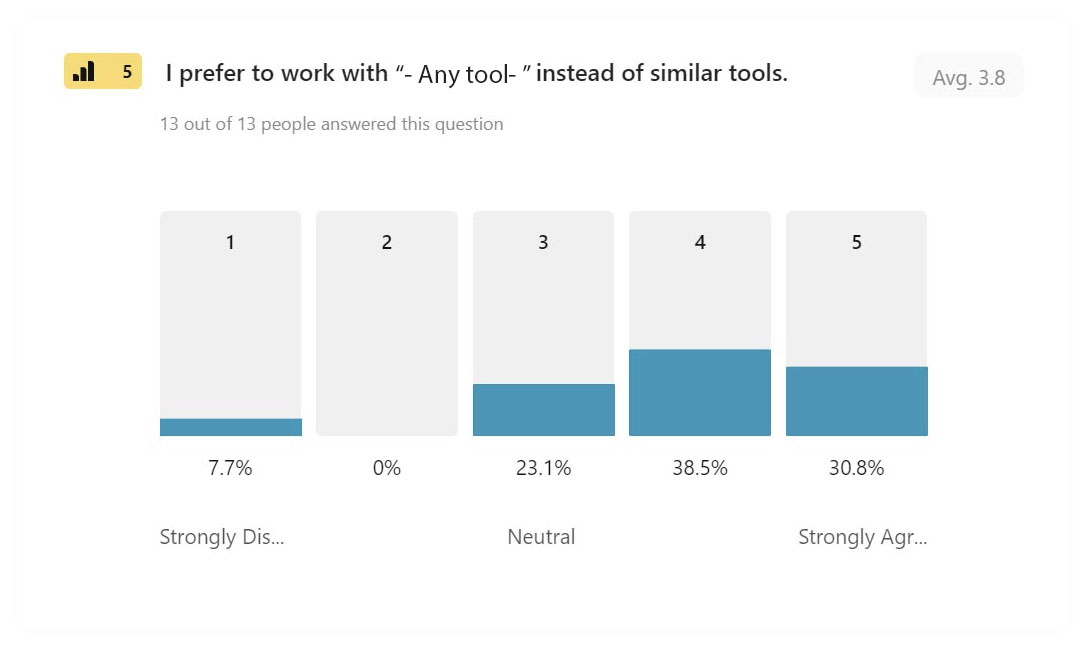 5 I prefer to work with “- Any tool- ” instead of similar tools. Avg. 3.8
13 out of 13 people answered this question
1 2 3 4 5
7.7% 0% 23.1% 38.5% 30.8%
Strongly Dis... Neutral Strongly Agr...